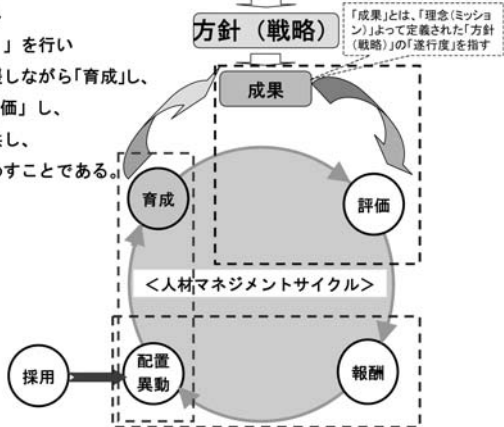 方針（戦略）
「成果」とは、「理念（ミッショ
ン）」よって定義された「方針
（戦略）」の「遂行度」を指す
」を行い
しながら「育成」し、
価」し、
し、
すことである。
成果
育成
評価
＜人材マネジメントサイクル＞
採用
配置
異動
報酬